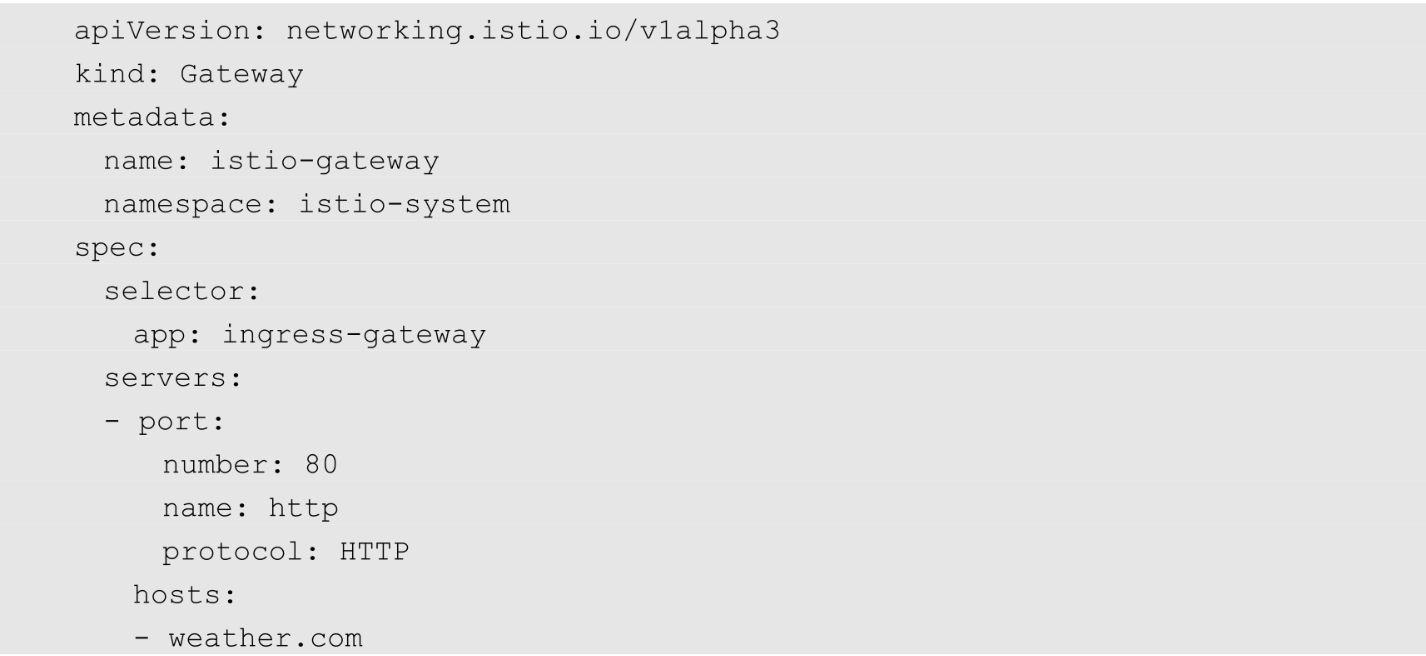 apiVersion: networking.istio.io/v1alpha3
kind: Gateway
metadata:
  name: istio-gateway
  namespace: istio-system
spec:
  selector:
    app: ingress-gateway
  servers:
  - port:
      number: 80
      name: http
      protocol: HTTP
    hosts:
    - weather.com